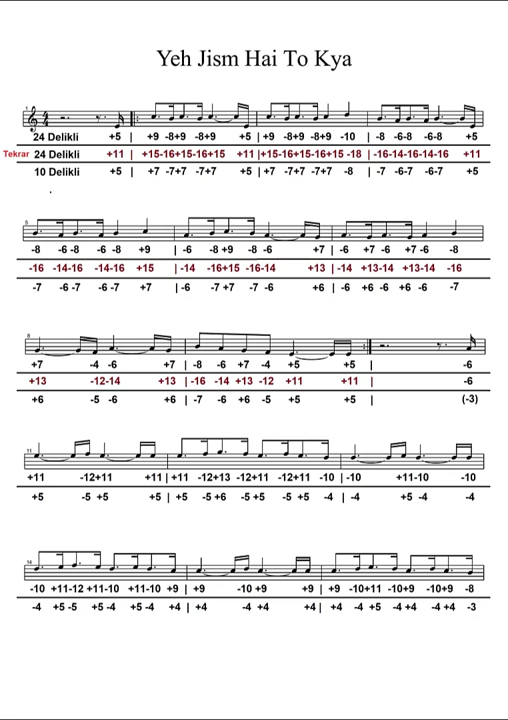 Yeh Jism Hai To Kya
1
24 Delikli +5 | +9 -8+9 -8+9 +5 | +9 -8+9 -8+9 -10 | -8 -6-8 -6-8 +5
Tekrar 24 Delikli +11 | +15-16+15-16+15 +11 |+15-16+15-16+15 -18 | -16-14-16-14-16 +11
10 Delikli +5 | +7 -7+7 -7+7 +5 | +7 -7+7 -7+7 -8 | -7 -6-7 -6-7 +5
.
5
-8 -6 -8 -6 -8 +9 | -6 -8 +9 -8 -6 +7 | -6 +7 -6 +7 -6 -8
-16 -14-16 -14-16 +15 | -14 -16+15 -16-14 +13 | -14 +13-14 +13-14 -16
-7 -6 -7 -6-7 +7 | -6 -7 +7 -7 -6 +6 | -6 +6 -6 +6 -6 -7
8
+7 -4 -6 +7 | -8 -6 +7 -4 +5 +5 | -6
+13 -12-14 +13 | -16 -14 +13 -12 +11 +11 | -6
+6 -5 -6 +6 | -7 -6 +6 -5 +5 +5 | (-3)
11
+11 -12+11 +11 | +11 -12+13 -12+11 -12+11 -10 | -10 +11-10 -10
+5 -5 +5 +5 | +5 -5 +6 -5 +5 -5 +5 -4 | -4 +5 -4 -4
14
-10 +11-12 +11-10 +11-10 +9 | +9 -10 +9 +9 | +9 -10+11 -10+9 -10+9 -8
-4 +5 -5 +5 -4 +5 -4 +4 | +4 -4 +4 +4 | +4 -4 +5 -4 +4 -4 +4 -3